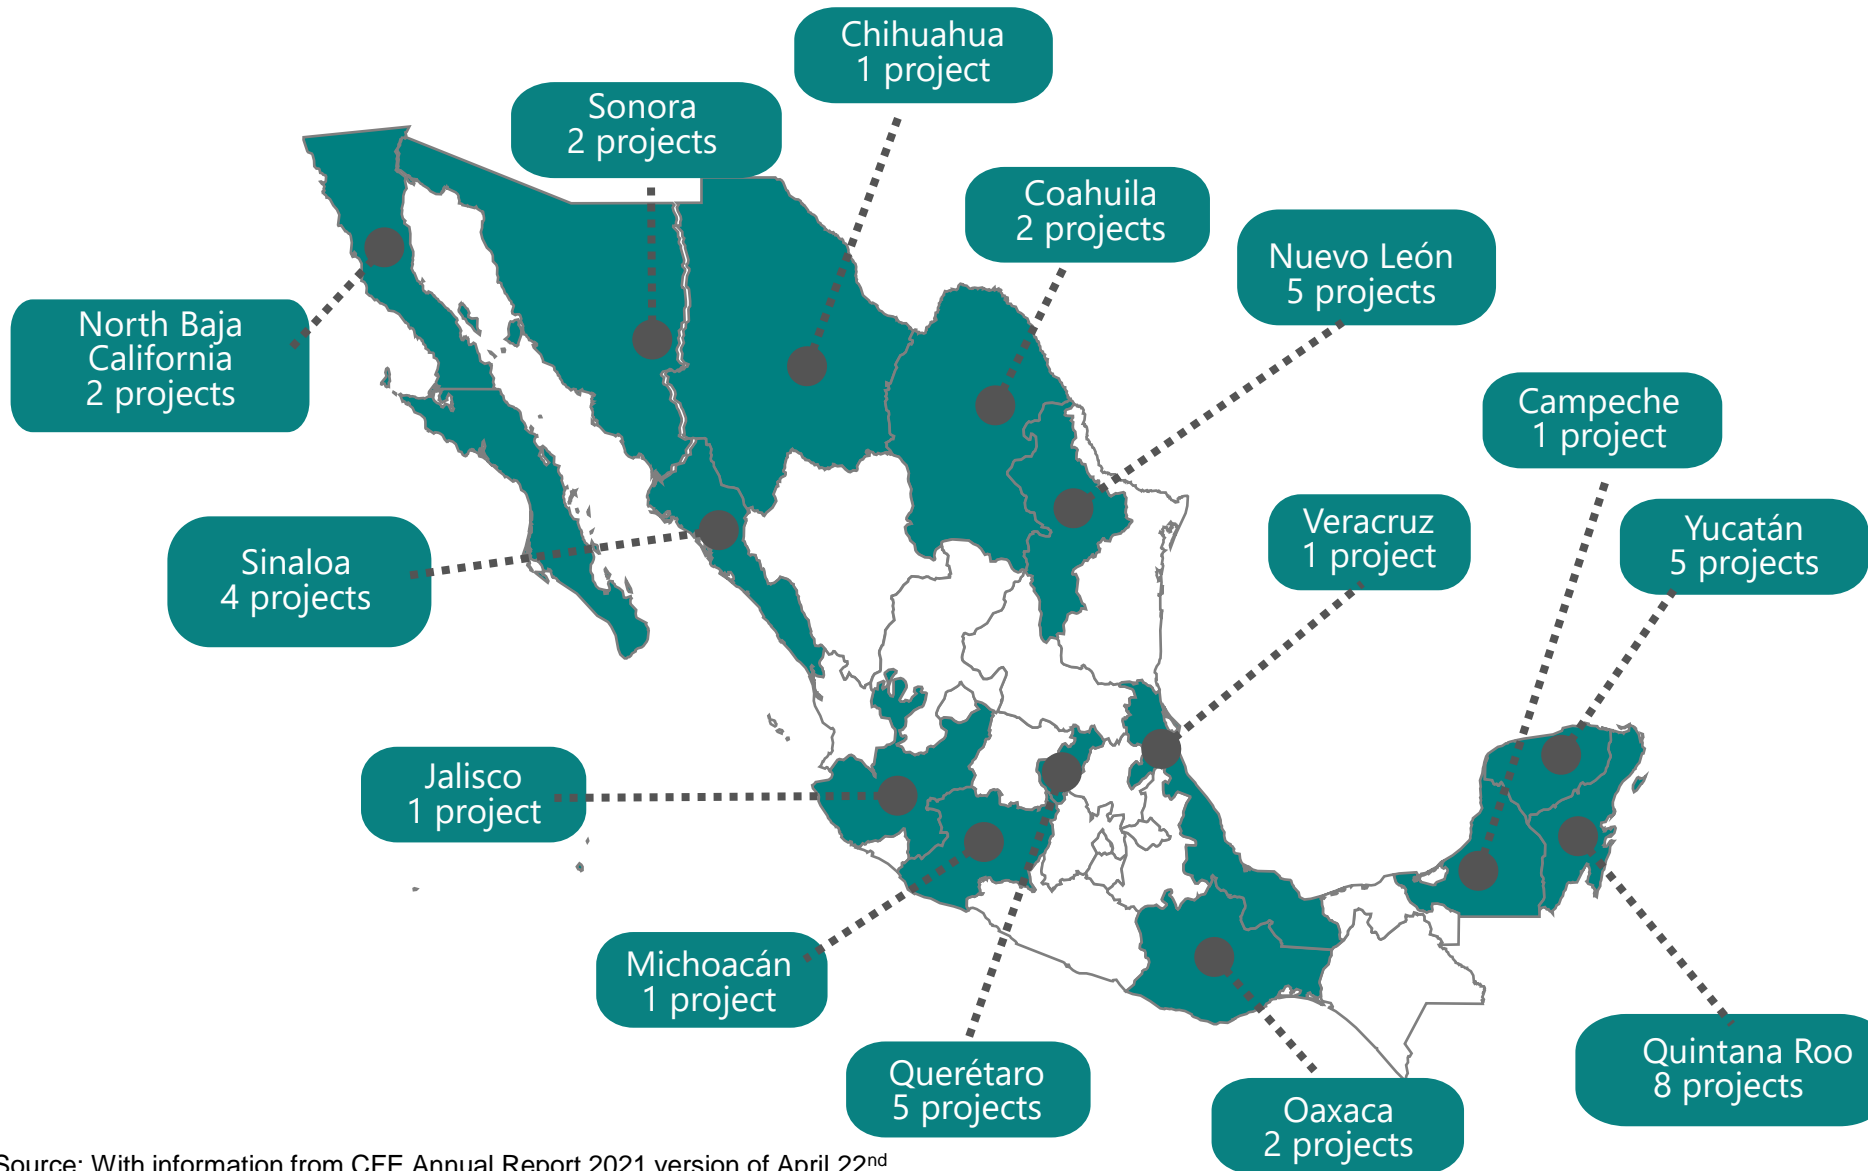 Chihuahua
1 project
Sonora
2 projects
Coahuila
2 projects
Nuevo León
5 projects
North Baja
California
2 projects
Campeche
1 project
Veracruz
1 project
Yucatán
5 projects
Sinaloa
4 projects
Jalisco
1 project
Michoacán
1 project
Querétaro
5 projects
Oaxaca
2 projects
Quintana Roo
8 projects
Source: With information from CFE Annual Report 2021 version of April 22nd